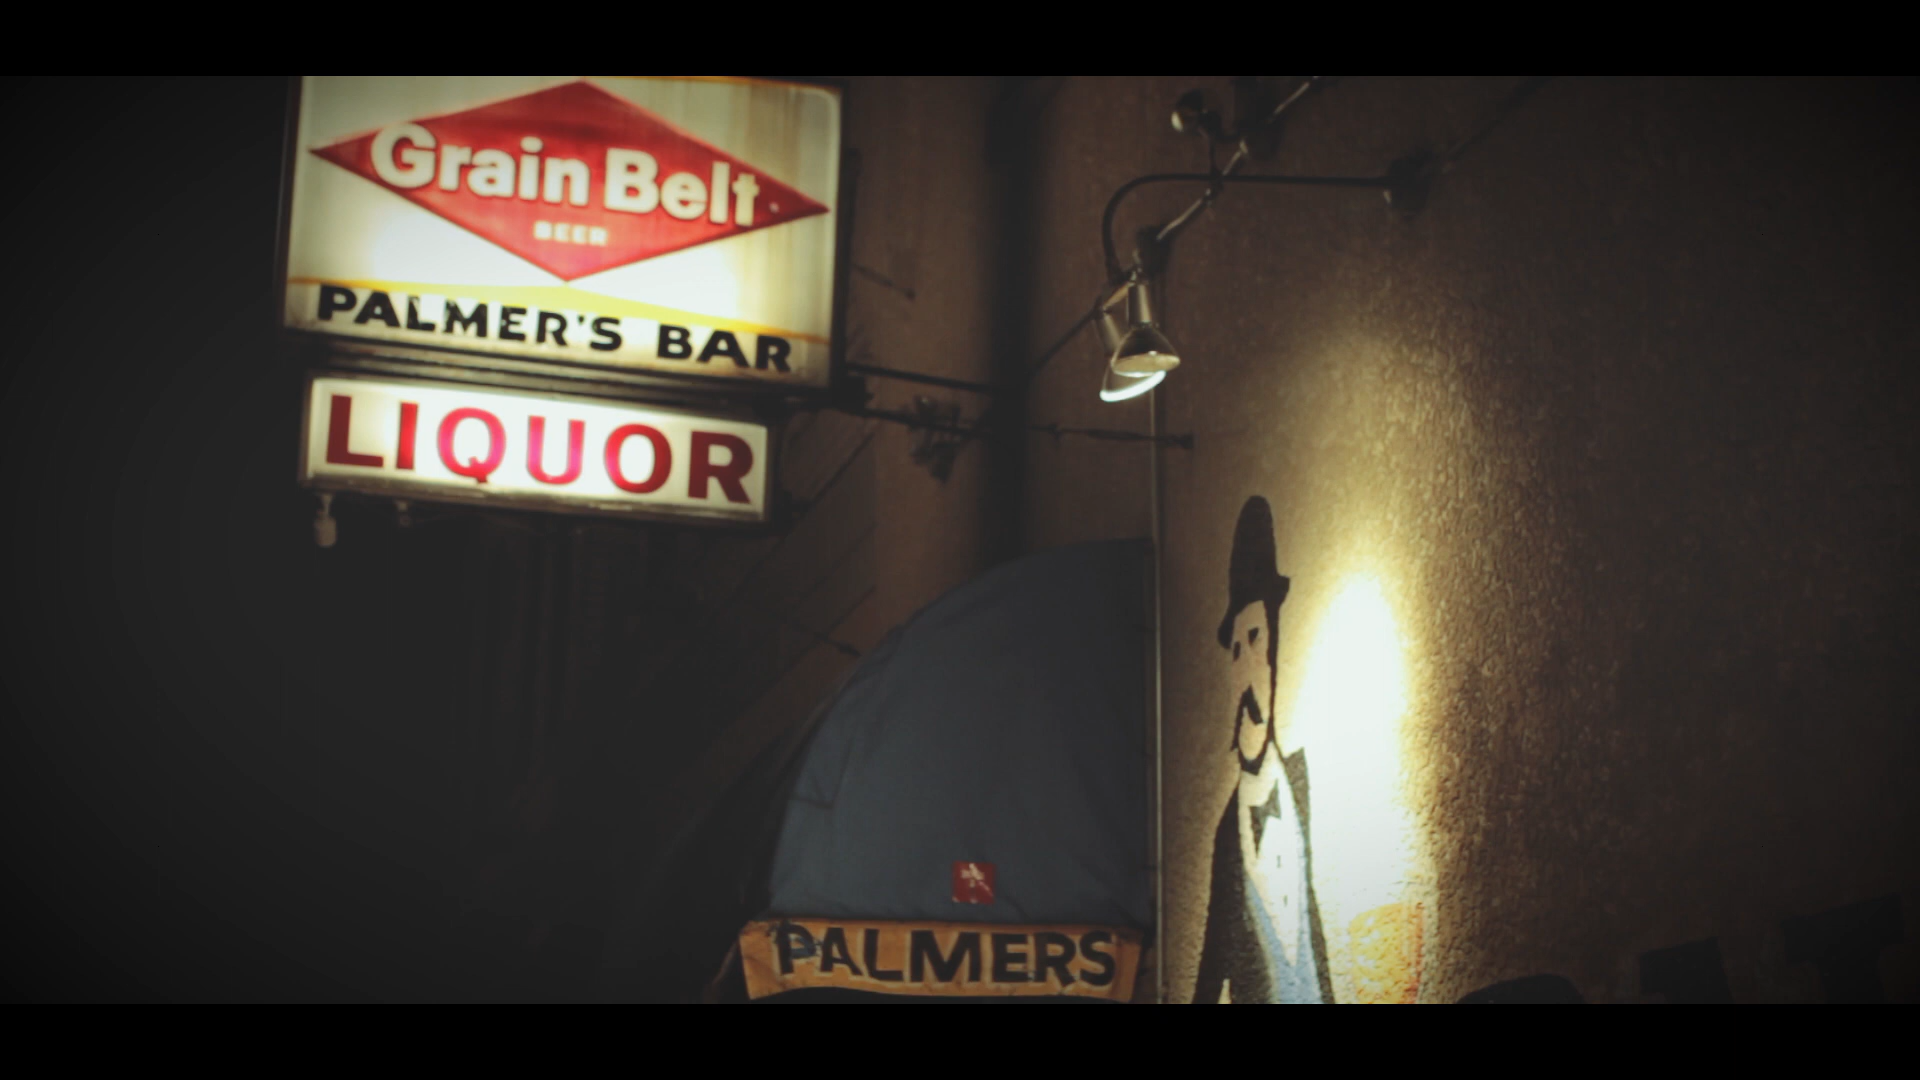 Grain Belt
BEER
PALMER'S BAR
LIQUOR
PALMERS